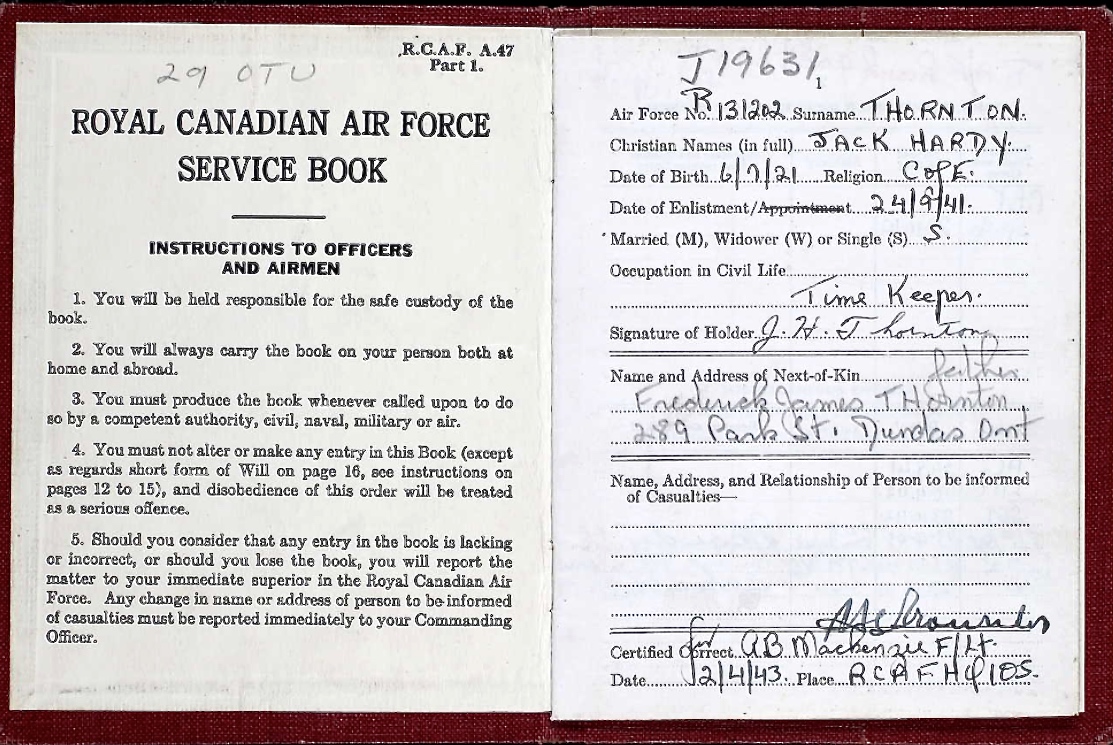 R.C.A.F. A.47
Part 1.
29 OTU
ROYAL CANADIAN AIR FORCE
SERVICE BOOK
INSTRUCTIONS TO OFFICERS
AND AIRMEN
1. You will be held responsible for the safe custody of the
book.
2. You will always carry the book on your person both at
home and abroad.
3. You must produce the book whenever called upon to do
so by a competent authority, civil, naval, military or air.
4. You must not alter or make any entry in this Book (except
as regards short form of Will on page 16, see instructions on
pages 12 to 15), and disobedience of this order will be treated
as a serious offence.
5. Should you consider that any entry in the book is lacking
or incorrect, or should you lose the book, you will report the
matter to your immediate superior in the Royal Canadian Air
Force. Any change in name or address of person to be informed
of casualties must be reported immediately to your Commanding
Officer.
J19631
1
Air Force No. R131202 Surname THORNTON.
Christian Names (in full) JACK HARDY.
Date of Birth 6/7/21 Religion C of E.
Date of Enlistment/Appointment 24/9/41.
Married (M), Widower (W) or Single (S) S.
Occupation in Civil Life
Time Keeper.
Signature of Holder J. H. Thornton
Name and Address of Next-of-Kin father
Frederick James THornton
289 Park St. Dundas Ont
Name, Address, and Relationship of Person to be informed
of Casualties—
Certified Correct AB Mackenzie F/Lt.
Date 12/4/43. Place RCAF HQ IOS.